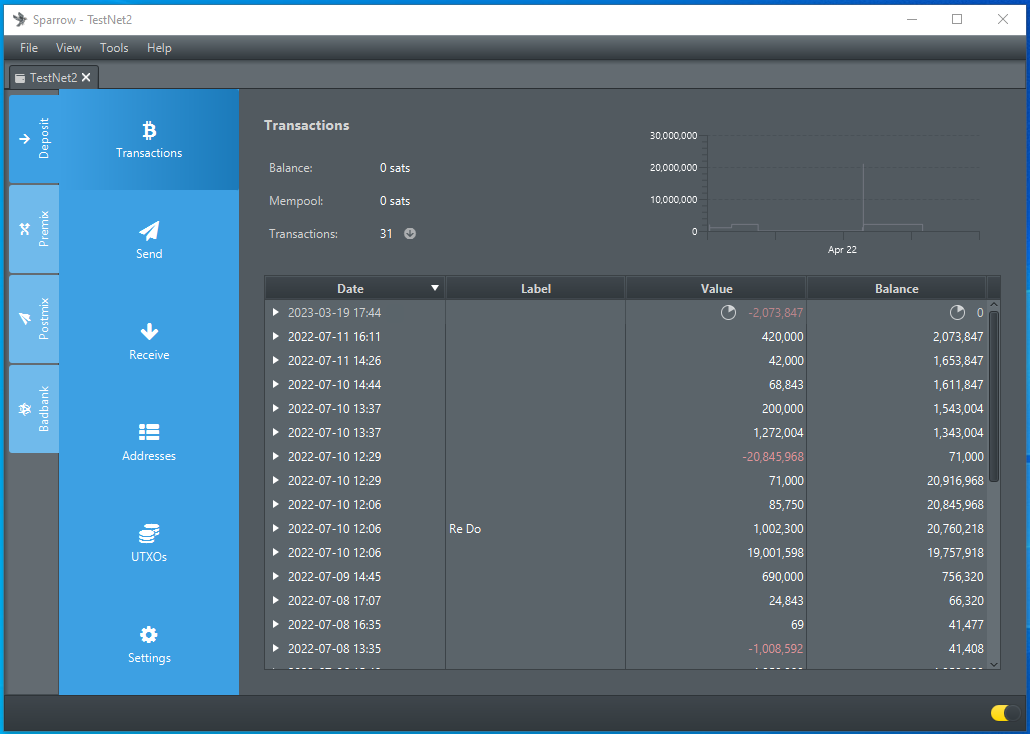 Sparrow - TestNet2
File View Tools Help
TestNet2
Deposit
Premix
Postmix
Badbank
Transactions
Send
Receive
Addresses
UTXOs
Settings
Transactions
Balance: 0 sats
Mempool: 0 sats
Transactions: 31
30,000,000
20,000,000
10,000,000
0
Apr 22
Date Label Value Balance
2023-03-19 17:44 -2,073,847 0
2022-07-11 16:11 420,000 2,073,847
2022-07-11 14:26 42,000 1,653,847
2022-07-10 14:44 68,843 1,611,847
2022-07-10 13:37 200,000 1,543,004
2022-07-10 13:37 1,272,004 1,343,004
2022-07-10 12:29 -20,845,968 71,000
2022-07-10 12:29 71,000 20,916,968
2022-07-10 12:06 85,750 20,845,968
2022-07-10 12:06 Re Do 1,002,300 20,760,218
2022-07-10 12:06 19,001,598 19,757,918
2022-07-09 14:45 690,000 756,320
2022-07-08 17:07 24,843 66,320
2022-07-08 16:35 69 41,477
2022-07-08 13:35 -1,008,592 41,408